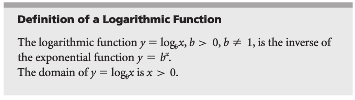 Definition of a Logarithmic Function
The logarithmic function y = log_b x, b > 0, b ≠ 1, is the inverse of
the exponential function y = bˣ.
The domain of y = log_b x is x > 0.